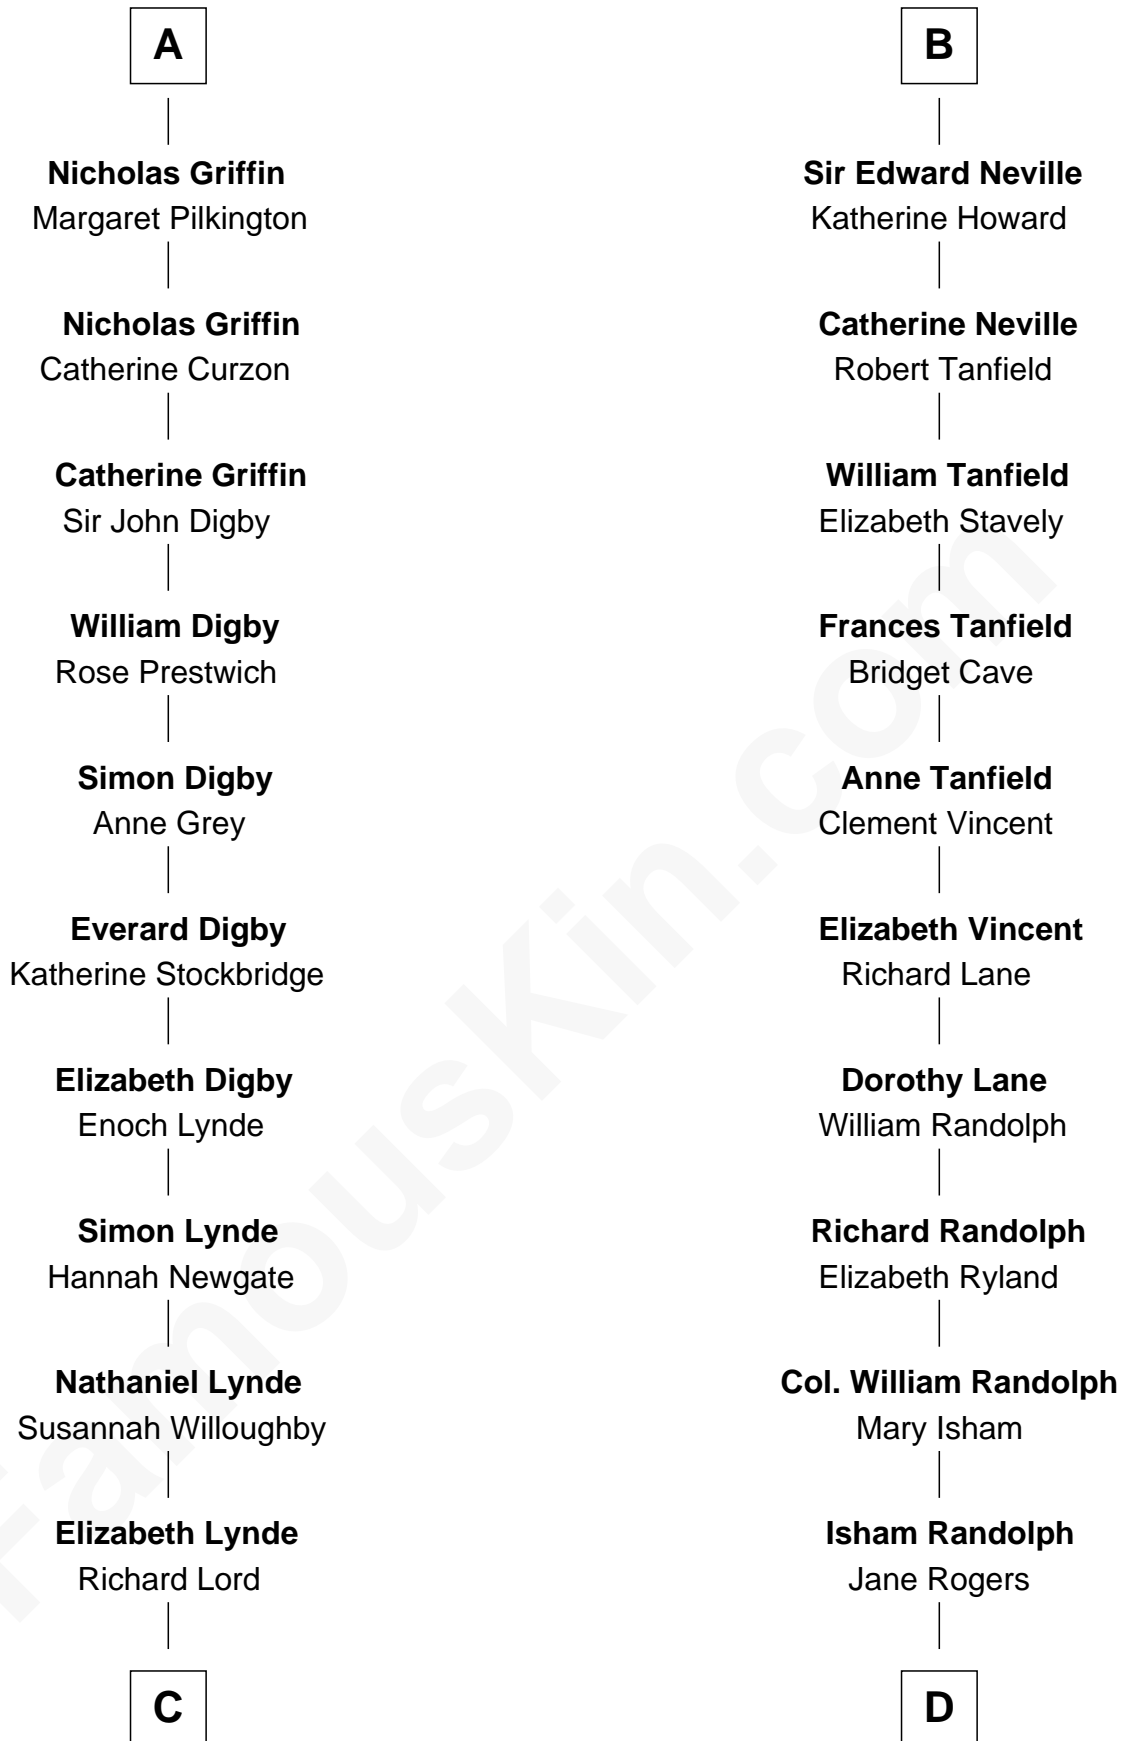 A
Nicholas Griffin
Margaret Pilkington
Nicholas Griffin
Catherine Curzon
Catherine Griffin
Sir John Digby
William Digby
Rose Prestwich
Simon Digby
Anne Grey
Everard Digby
Katherine Stockbridge
Elizabeth Digby
Enoch Lynde
Simon Lynde
Hannah Newgate
Nathaniel Lynde
Susannah Willoughby
Elizabeth Lynde
Richard Lord
C
B
Sir Edward Neville
Katherine Howard
Catherine Neville
Robert Tanfield
William Tanfield
Elizabeth Stavely
Frances Tanfield
Bridget Cave
Anne Tanfield
Clement Vincent
Elizabeth Vincent
Richard Lane
Dorothy Lane
William Randolph
Richard Randolph
Elizabeth Ryland
Col. William Randolph
Mary Isham
Isham Randolph
Jane Rogers
D
FamousKin.com